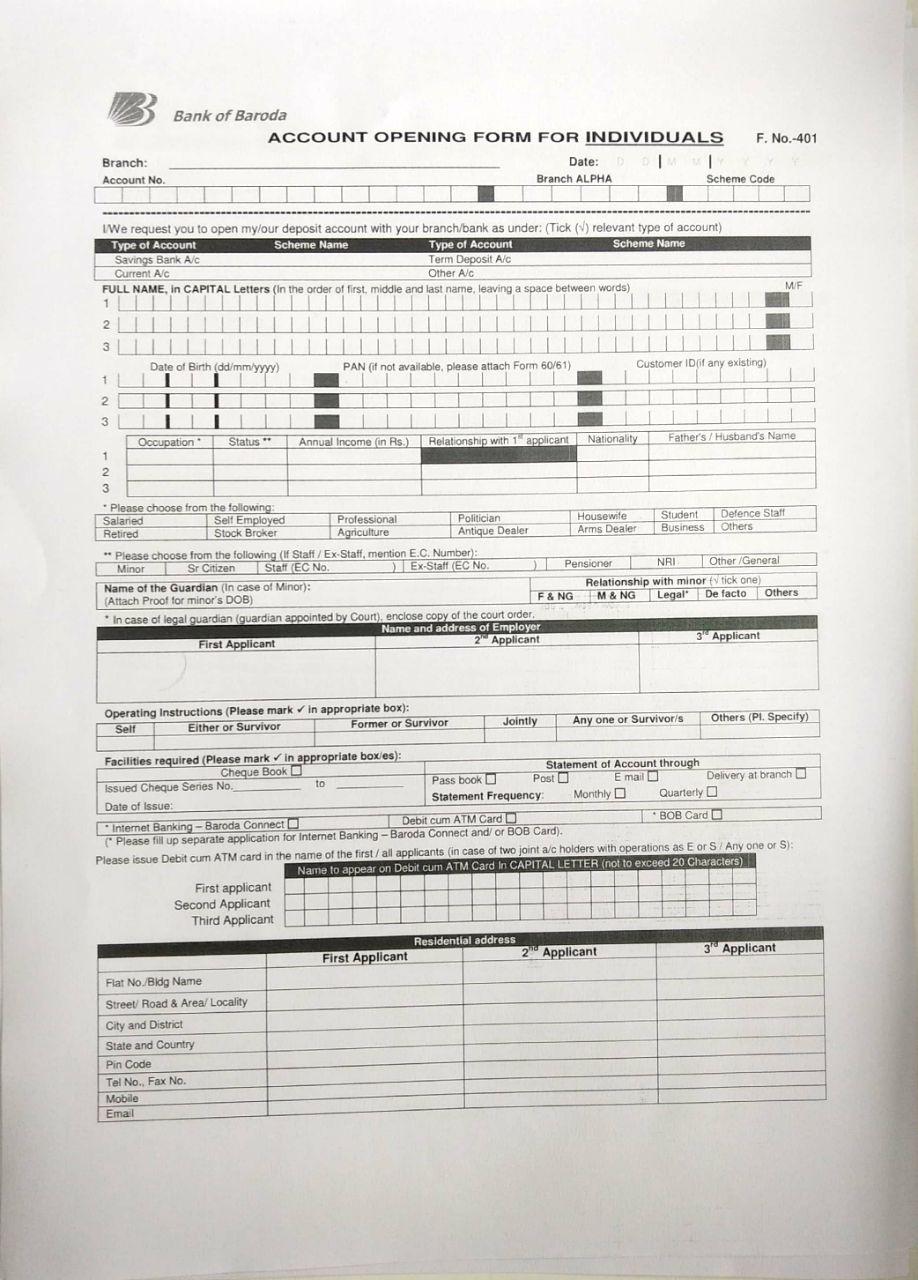 Bank of Baroda
ACCOUNT OPENING FORM FOR INDIVIDUALS F. No.-401
Branch: Date: D D M M Y Y Y Y
Account No. Branch ALPHA Scheme Code
I/We request you to open my/our deposit account with your branch/bank as under: (Tick (√) relevant type of account)
Type of Account Scheme Name Type of Account Scheme Name
Savings Bank A/c Term Deposit A/c
Current A/c Other A/c
FULL NAME, in CAPITAL Letters (In the order of first, middle and last name, leaving a space between words) M/F
1
2
3
Date of Birth (dd/mm/yyyy) PAN (if not available, please attach Form 60/61) Customer ID(if any existing)
1
2
3
Occupation * Status ** Annual Income (in Rs.) Relationship with 1st applicant Nationality Father's / Husband's Name
1
2
3
* Please choose from the following:
Salaried Self Employed Professional Politician Housewife Student Defence Staff
Retired Stock Broker Agriculture Antique Dealer Arms Dealer Business Others
** Please choose from the following (If Staff / Ex-Staff, mention E.C. Number):
Minor Sr Citizen Staff (EC No. ) Ex-Staff (EC No. ) Pensioner NRI Other /General
Name of the Guardian (In case of Minor): Relationship with minor (√ tick one)
(Attach Proof for minor's DOB) F & NG M & NG Legal* De facto Others
* In case of legal guardian (guardian appointed by Court), enclose copy of the court order.
Name and address of Employer
First Applicant 2nd Applicant 3rd Applicant
Operating Instructions (Please mark ✓ in appropriate box):
Self Either or Survivor Former or Survivor Jointly Any one or Survivor/s Others (Pl. Specify)
Facilities required (Please mark ✓ in appropriate box/es):
Cheque Book Statement of Account through
Issued Cheque Series No. to Pass book Post E mail Delivery at branch
Date of Issue: Statement Frequency: Monthly Quarterly
* Internet Banking – Baroda Connect Debit cum ATM Card * BOB Card
(* Please fill up separate application for Internet Banking – Baroda Connect and/ or BOB Card).
Please issue Debit cum ATM card in the name of the first / all applicants (in case of two joint a/c holders with operations as E or S / Any one or S):
Name to appear on Debit cum ATM Card In CAPITAL LETTER (not to exceed 20 Characters)
First applicant
Second Applicant
Third Applicant
Residential address
First Applicant 2nd Applicant 3rd Applicant
Flat No./Bldg Name
Street/ Road & Area/ Locality
City and District
State and Country
Pin Code
Tel No., Fax No.
Mobile
Email